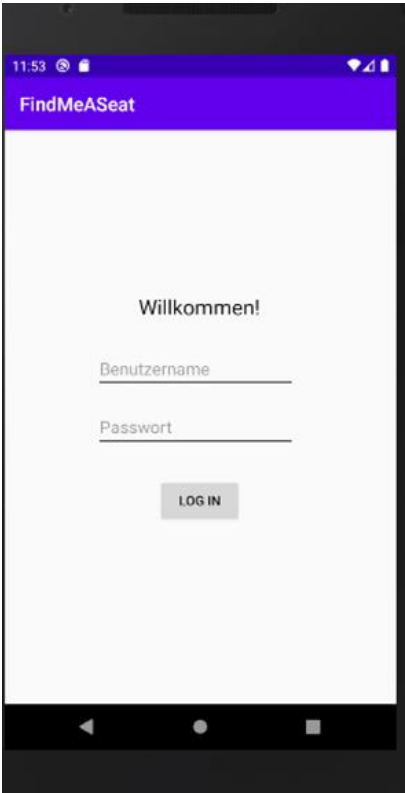 11:53
FindMeASeat
Willkommen!
Benutzername
Passwort
LOG IN